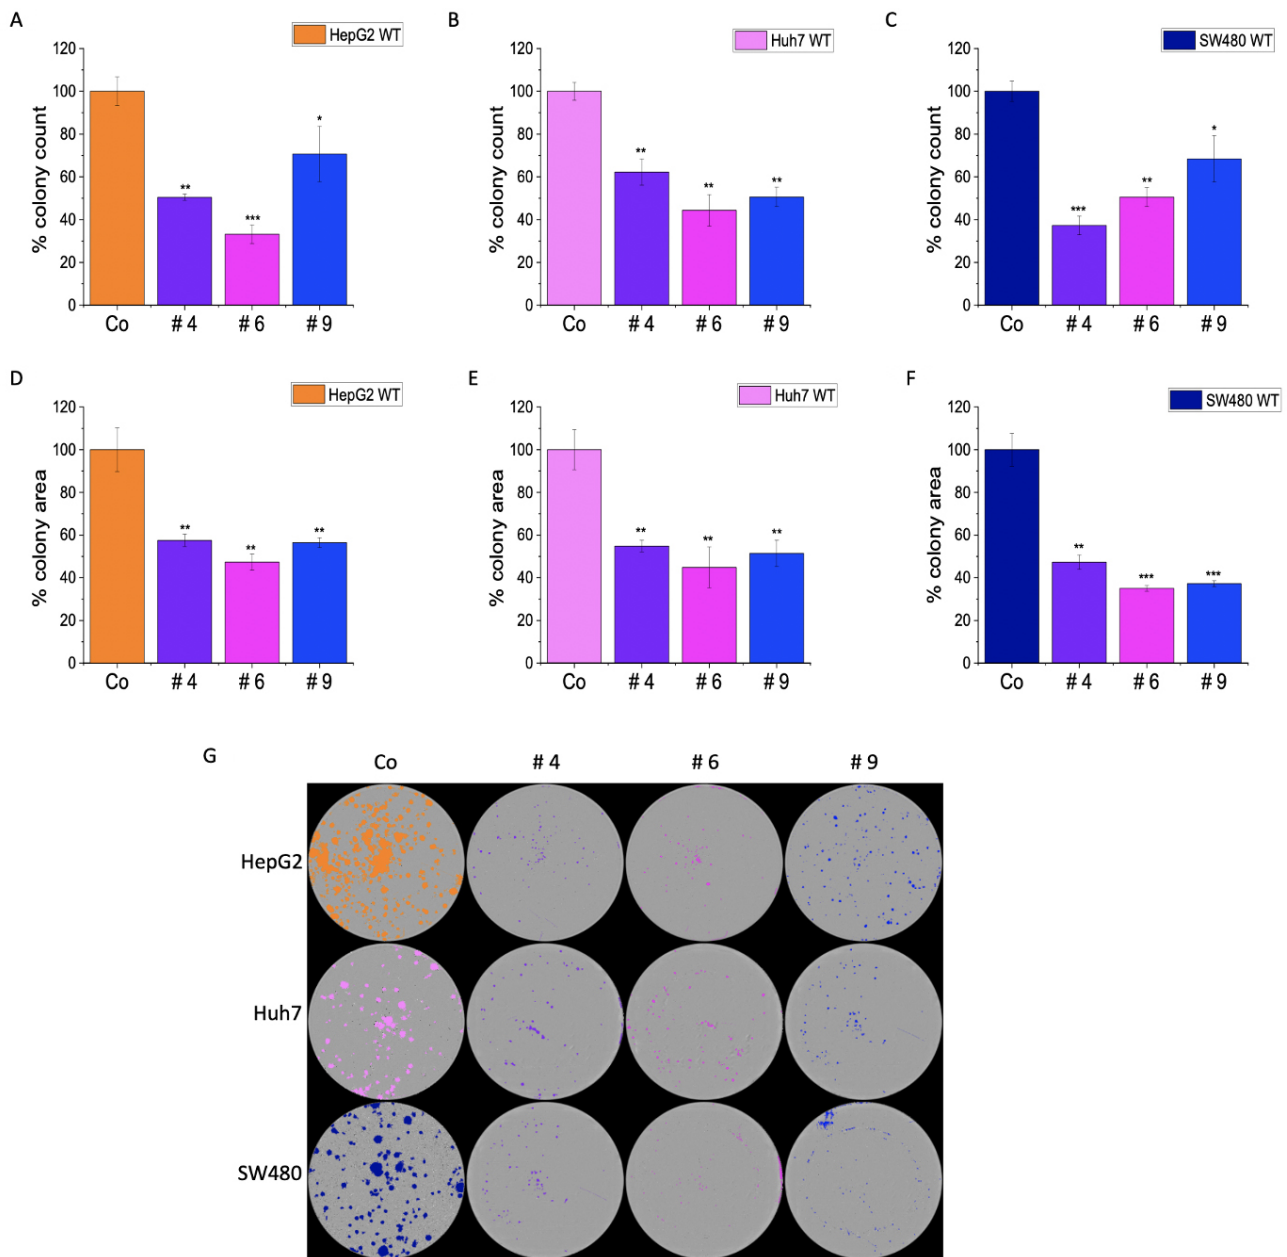 A
HepG2 WT
% colony count
120
100
80
60
40
20
0
**
***
*
Co
# 4
# 6
# 9
B
Huh7 WT
% colony count
120
100
80
60
40
20
0
**
**
**
Co
# 4
# 6
# 9
C
SW480 WT
% colony count
120
100
80
60
40
20
0
***
**
*
Co
# 4
# 6
# 9
D
HepG2 WT
% colony area
120
100
80
60
40
20
0
**
**
**
Co
# 4
# 6
# 9
E
Huh7 WT
% colony area
120
100
80
60
40
20
0
**
**
**
Co
# 4
# 6
# 9
F
SW480 WT
% colony area
120
100
80
60
40
20
0
**
***
***
Co
# 4
# 6
# 9
G
Co
# 4
# 6
# 9
HepG2
Huh7
SW480